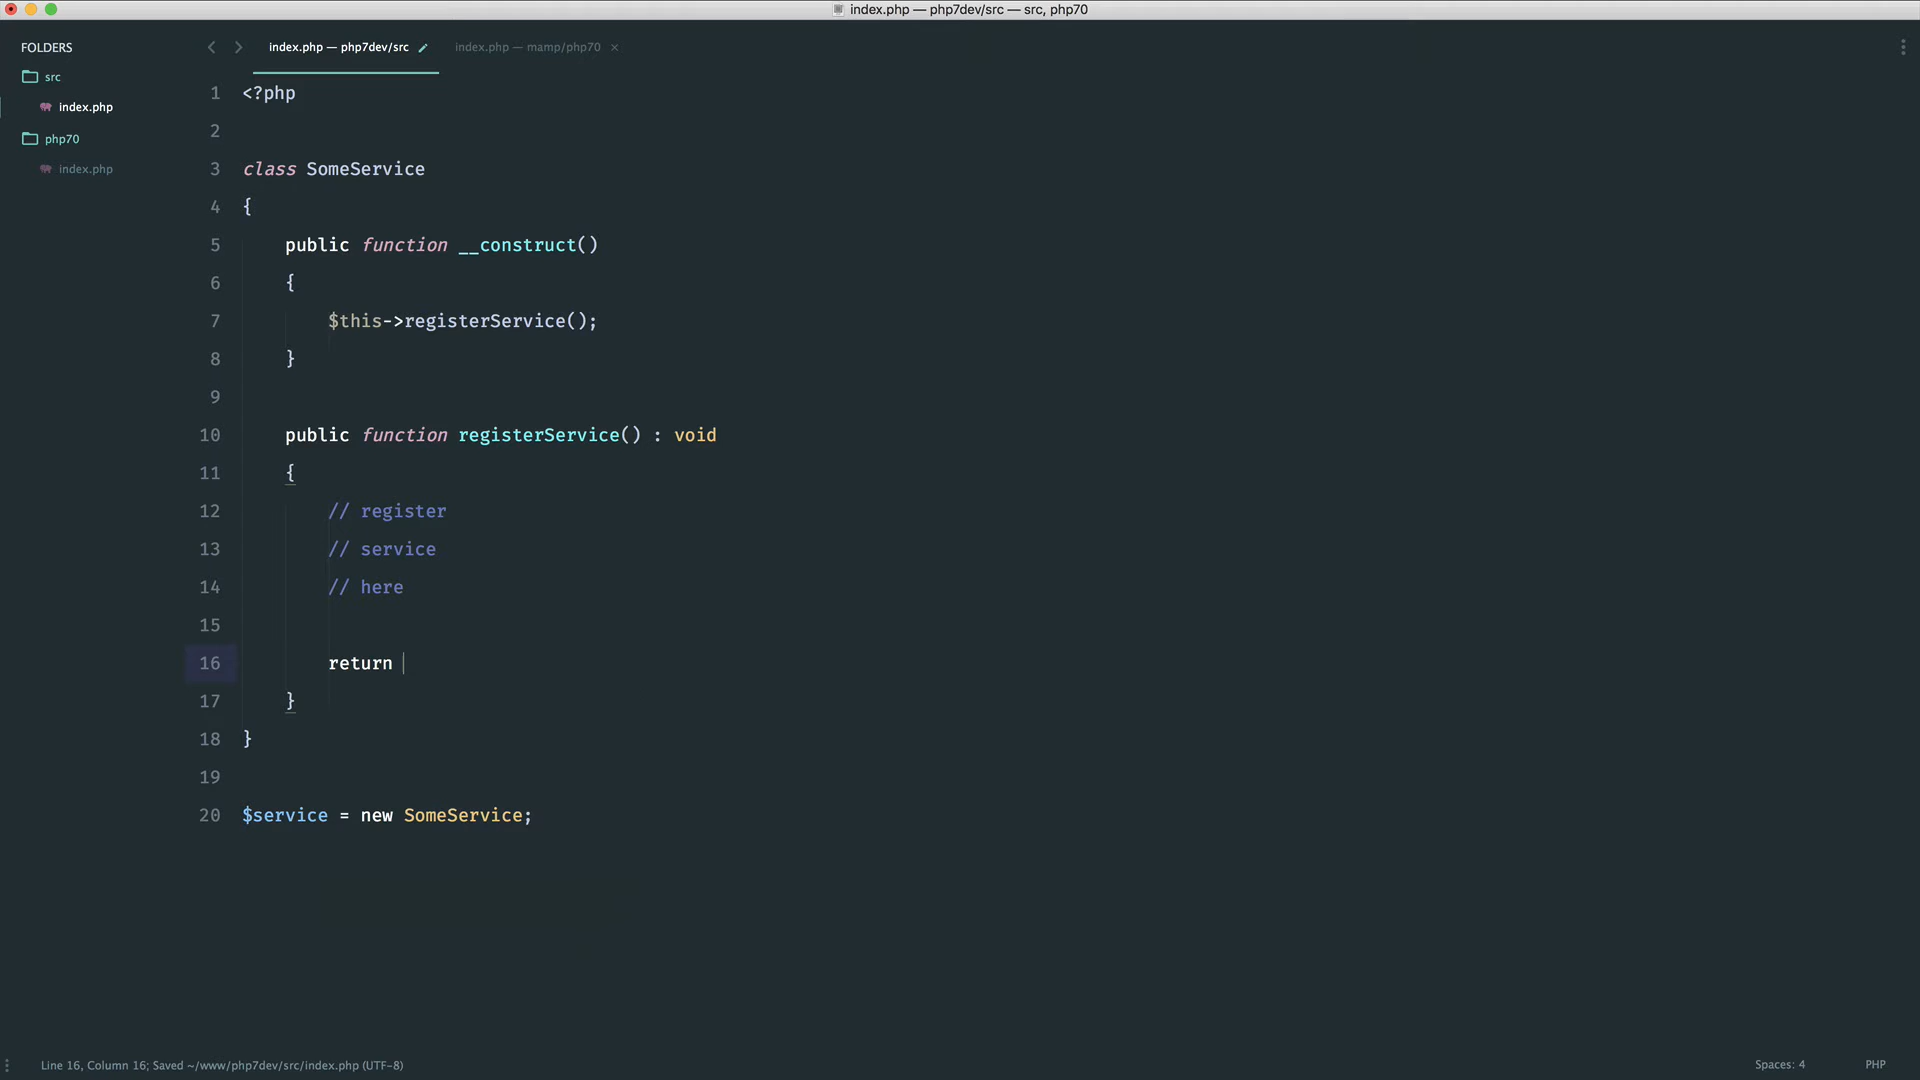 index.php — php7dev/src — src, php70
FOLDERS
src
index.php
php70
index.php
index.php — php7dev/src
index.php — mamp/php70 ×
1 <?php
2
3 class SomeService
4 {
5     public function __construct()
6     {
7         $this->registerService();
8     }
9
10     public function registerService() : void
11     {
12         // register
13         // service
14         // here
15
16         return
17     }
18 }
19
20 $service = new SomeService;
Line 16, Column 16; Saved ~/www/php7dev/src/index.php (UTF-8)
Spaces: 4
PHP